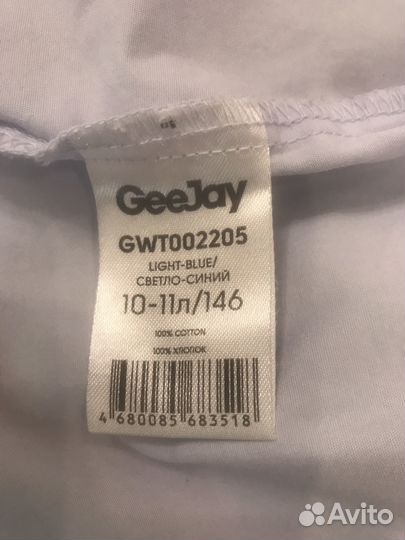 GeeJay
GWT002205
LIGHT-BLUE/
СВЕТЛО-СИНИЙ
10-11л/146
100% COTTON
100% ХЛОПОК
4 680085 683518
Avito